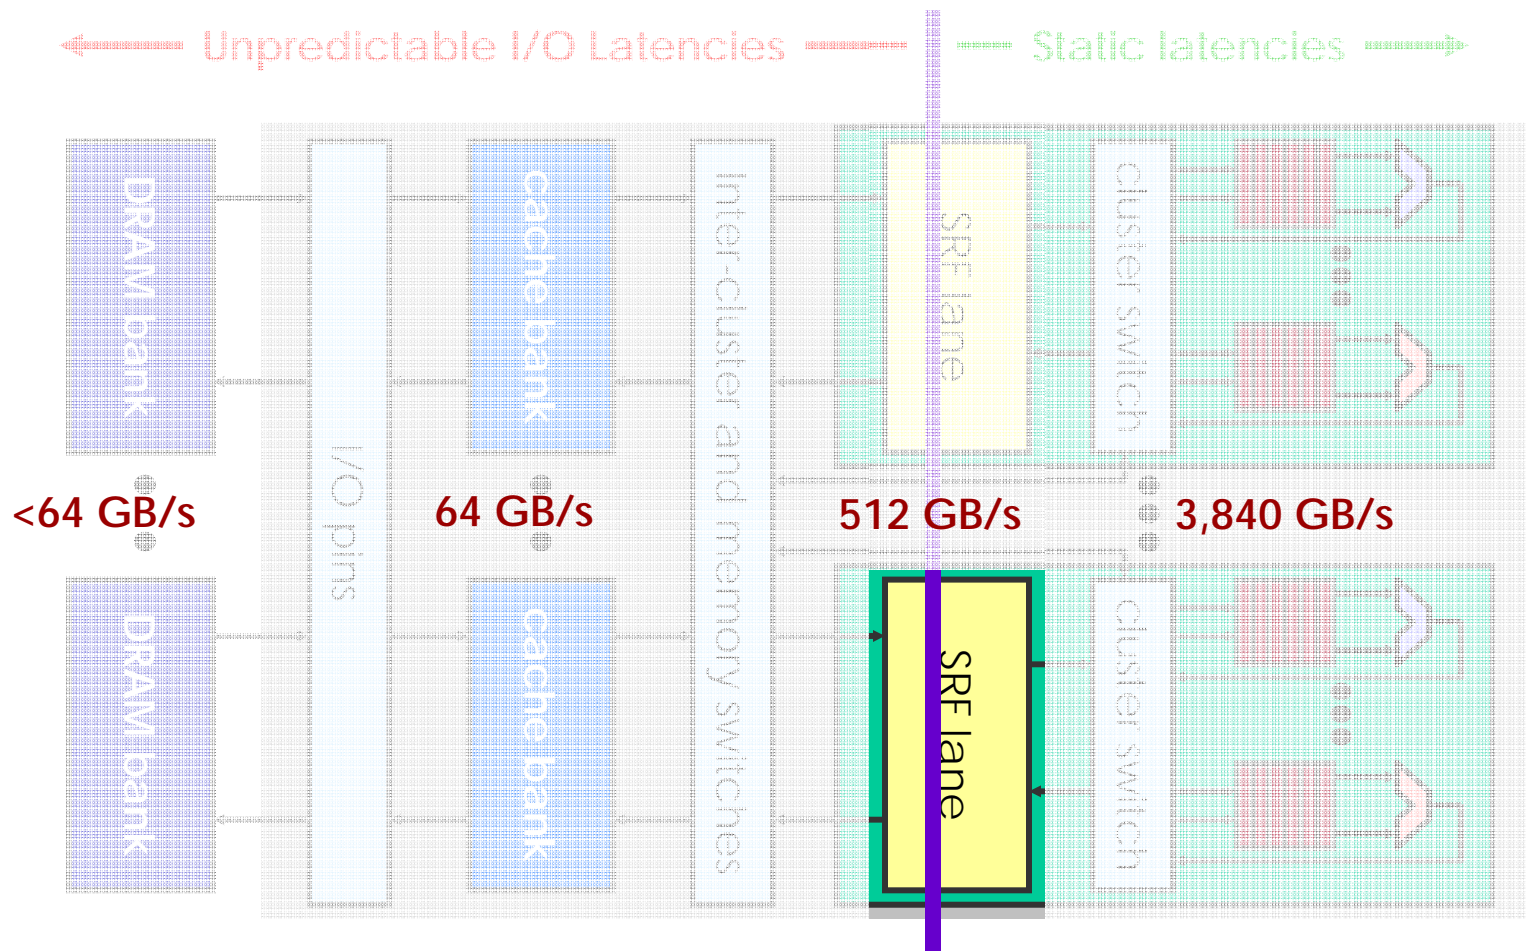 Unpredictable I/O Latencies
Static latencies
DRAM bank
cache bank
SRF lane
cluster switch
I/O pins
inter-cluster and memory switches
<64 GB/s
64 GB/s
512 GB/s
3,840 GB/s
DRAM bank
cache bank
SRF lane
cluster switch